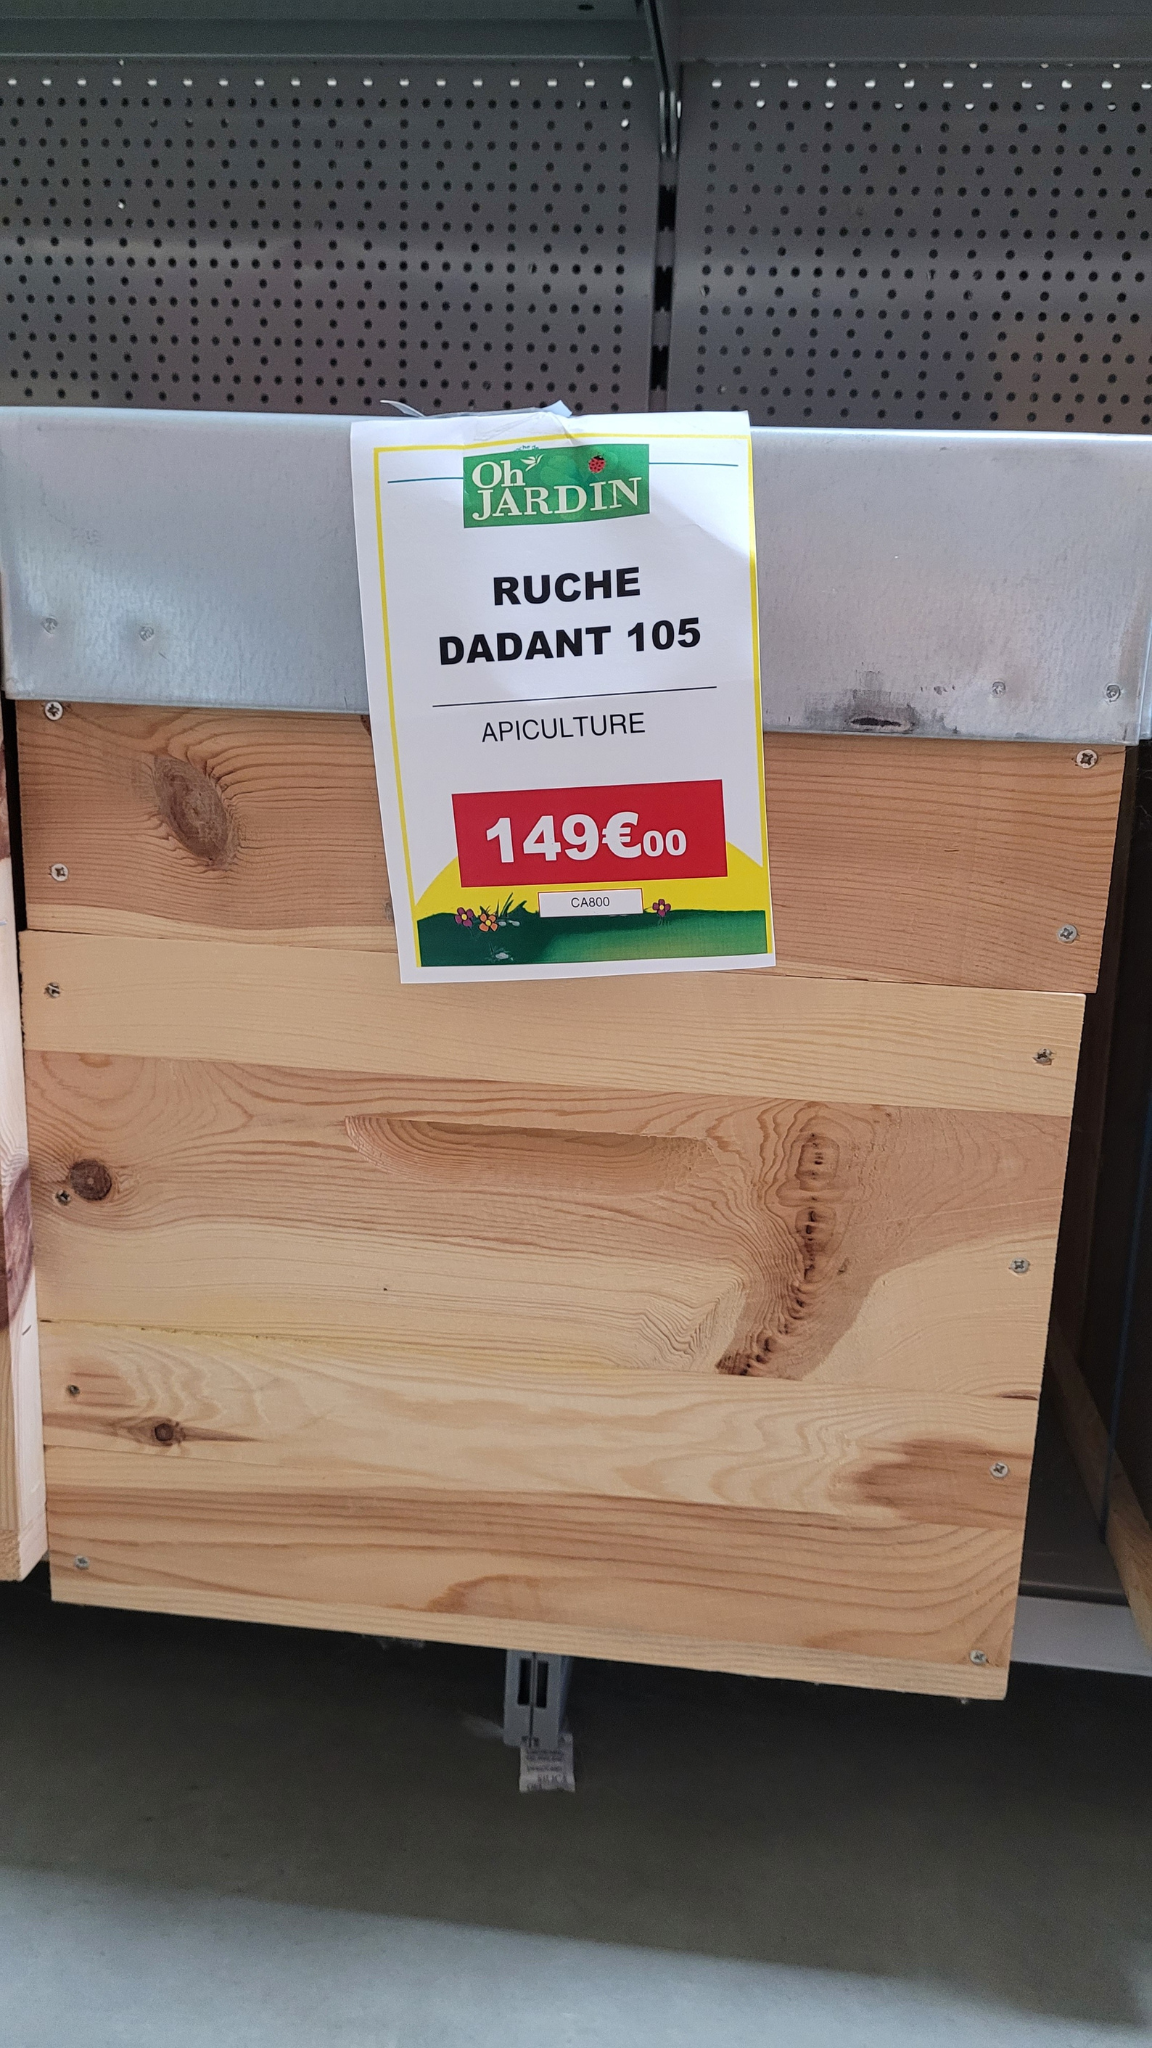 Oh
JARDIN
RUCHE
DADANT 105
APICULTURE
149€00
CA800